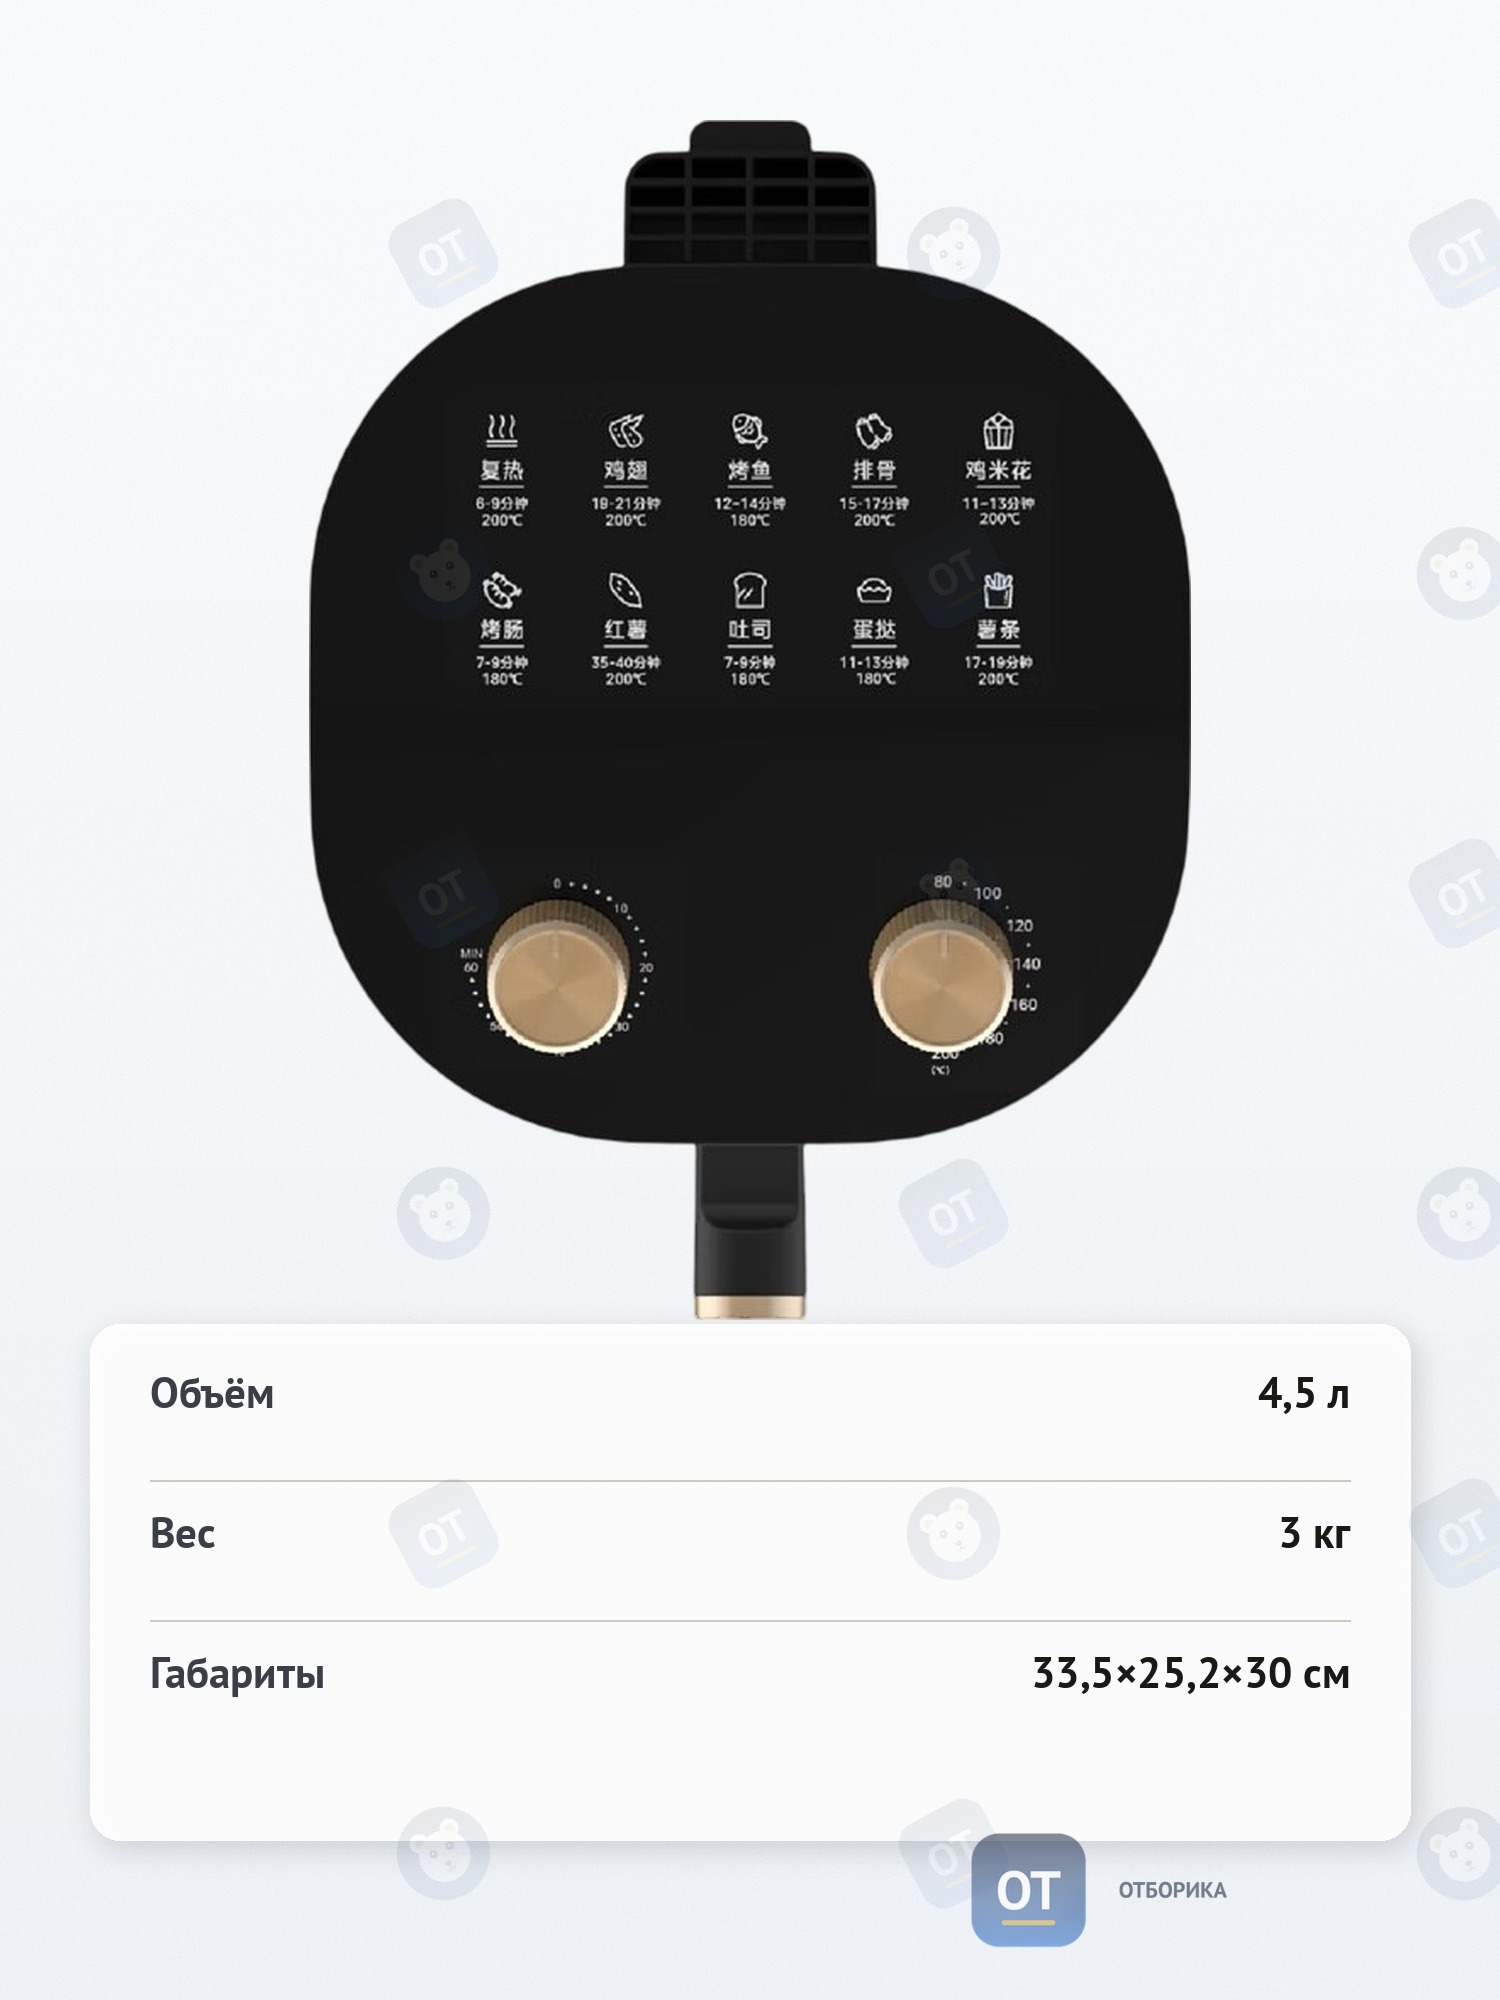 复热 鸡翅 烤鱼 排骨 鸡米花
6-9分钟 18-21分钟 12-14分钟 15-17分钟 11-13分钟
200℃ 200℃ 180℃ 200℃ 200℃
烤肠 红薯 吐司 蛋挞 薯条
7-9分钟 35-40分钟 7-9分钟 11-13分钟 17-19分钟
180℃ 200℃ 180℃ 180℃ 200℃
0 10 20 30 MIN 60
80 100 120 140 160
200
(℃)
Объём 4,5 л
Вес 3 кг
Габариты 33,5×25,2×30 см
ОТ ОТБОРИКА